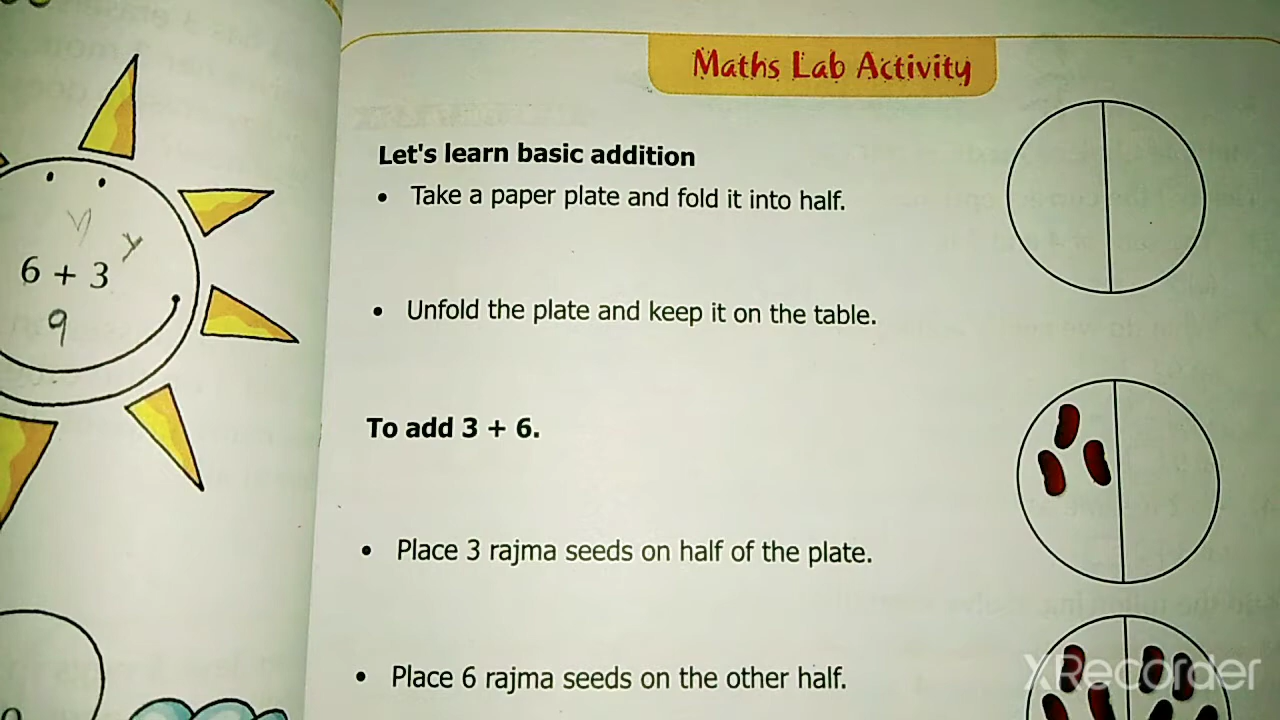 6 + 3
9
Maths Lab Activity
Let's learn basic addition
• Take a paper plate and fold it into half.
• Unfold the plate and keep it on the table.
To add 3 + 6.
• Place 3 rajma seeds on half of the plate.
• Place 6 rajma seeds on the other half.
XRecorder